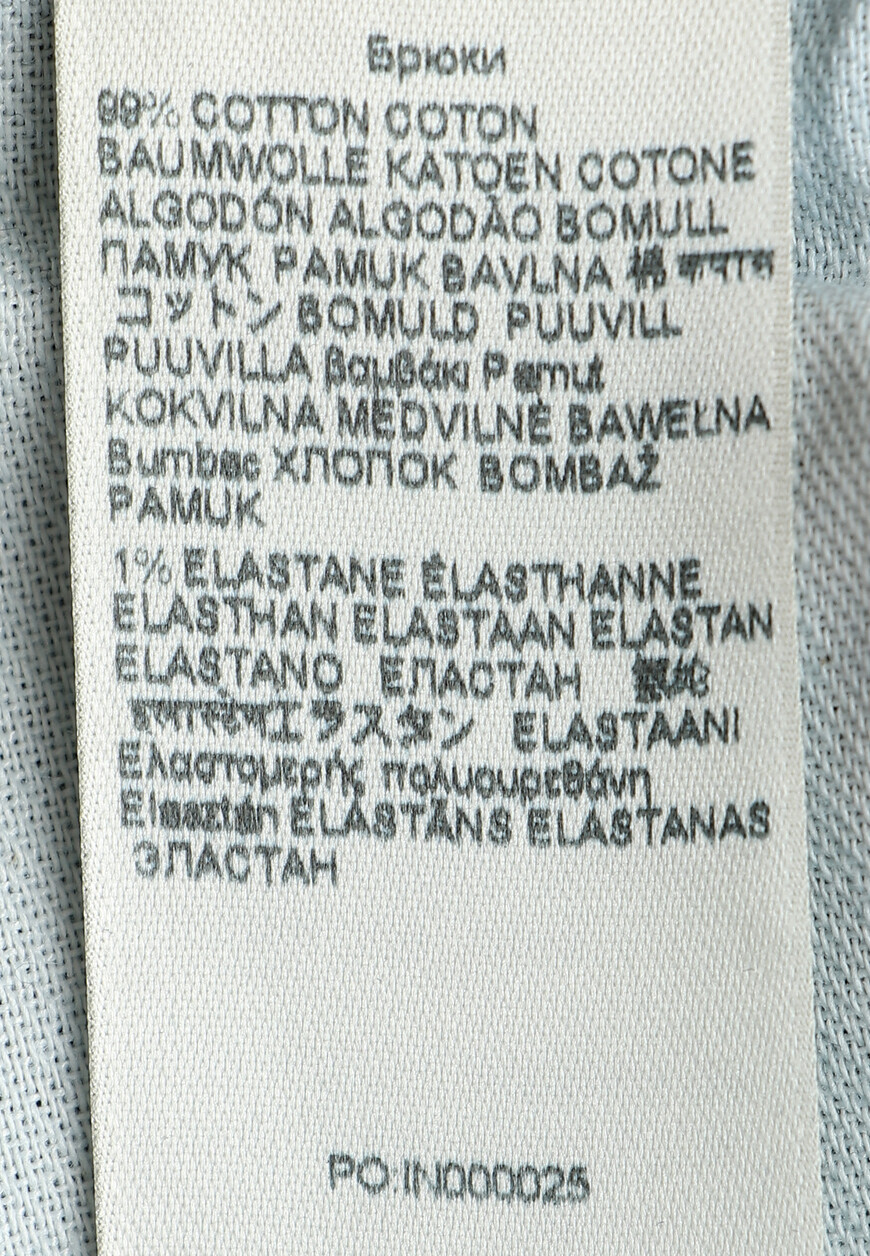 Брюки
99% COTTON COTON
BAUMWOLLE KATOEN COTONE
ALGODÓN ALGODÃO BOMULL
ПАМУК PAMUK BAVLNA 棉 कपास
コットン BOMULD PUUVILL
PUUVILLA βαμβάκι Pamut
KOKVILNA MEDVILNĖ BAWEŁNA
Bumbac ХЛОПОК BOMBAŽ
PAMUK
1% ELASTANE ÉLASTHANNE
ELASTHAN ELASTAAN ELASTAN
ELASTANO ЕЛАСТАН
エラスタン ELASTAANI
Ελαστομερής πολυουρεθάνη
Elasztán ELASTĀNS ELASTANAS
ЭЛАСТАН
PO:IN000025